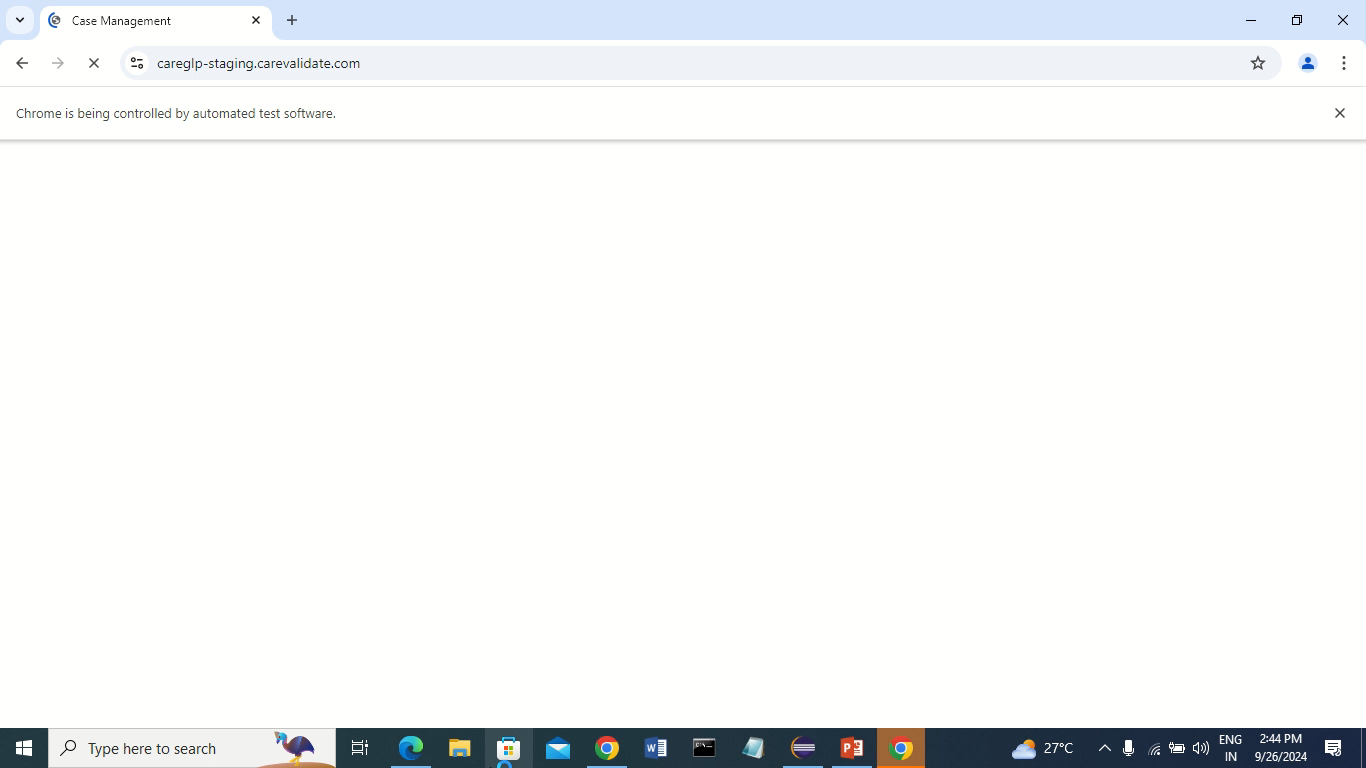 Case Management
careglp-staging.carevalidate.com
Chrome is being controlled by automated test software.
Type here to search
27°C
ENG
IN
2:44 PM
9/26/2024